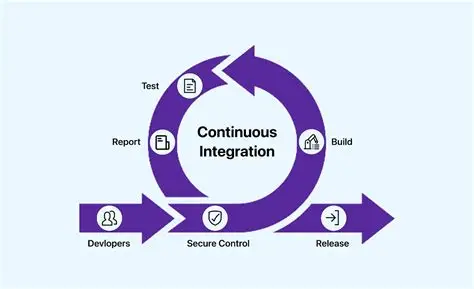 Test
Continuous
Integration
Report
Build
Devlopers
Secure Control
Release